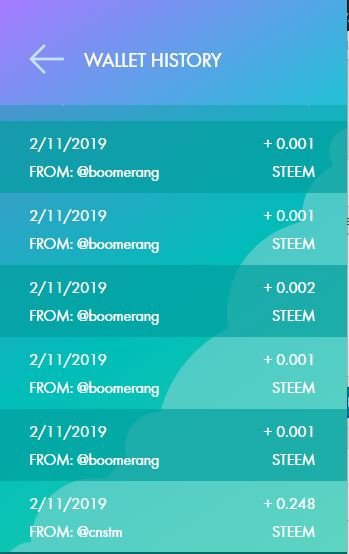 WALLET HISTORY
2/11/2019 + 0.001
FROM: @boomerang STEEM
2/11/2019 + 0.001
FROM: @boomerang STEEM
2/11/2019 + 0.002
FROM: @boomerang STEEM
2/11/2019 + 0.001
FROM: @boomerang STEEM
2/11/2019 + 0.001
FROM: @boomerang STEEM
2/11/2019 + 0.248
FROM: @cnstm STEEM